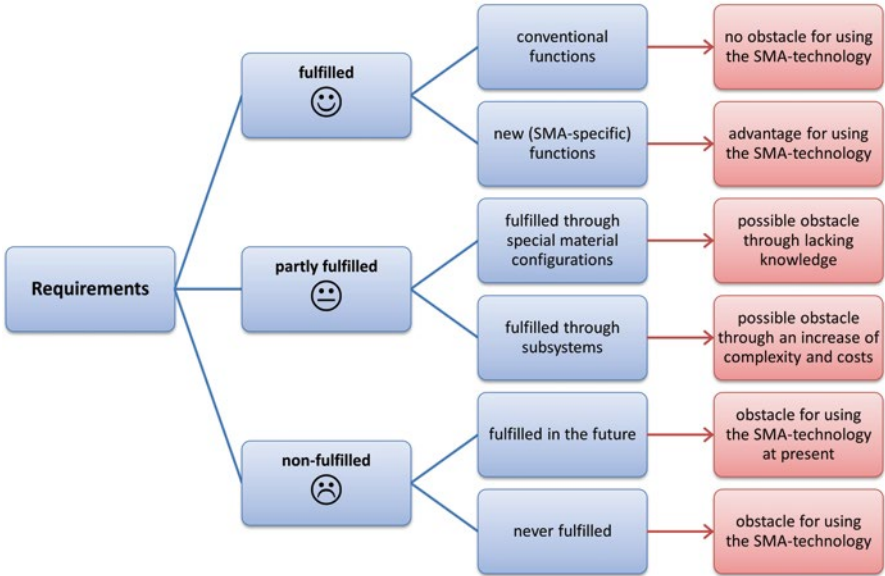 Requirements
fulfilled
conventional
functions
no obstacle for using
the SMA-technology
new (SMA-specific)
functions
advantage for using
the SMA-technology
partly fulfilled
fulfilled through
special material
configurations
possible obstacle
through lacking
knowledge
fulfilled through
subsystems
possible obstacle
through an increase of
complexity and costs
non-fulfilled
fulfilled in the future
obstacle for using
the SMA-technology
at present
never fulfilled
obstacle for using
the SMA-technology